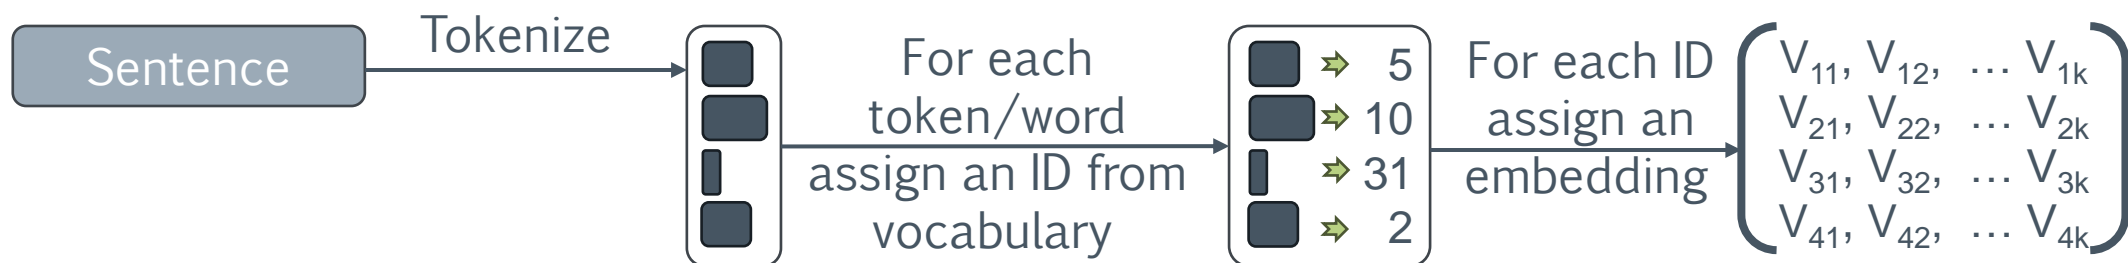 Sentence
Tokenize
For each
token/word
assign an ID from
vocabulary
5
10
31
2
For each ID
assign an
embedding
V11, V12, … V1k
V21, V22, … V2k
V31, V32, … V3k
V41, V42, … V4k